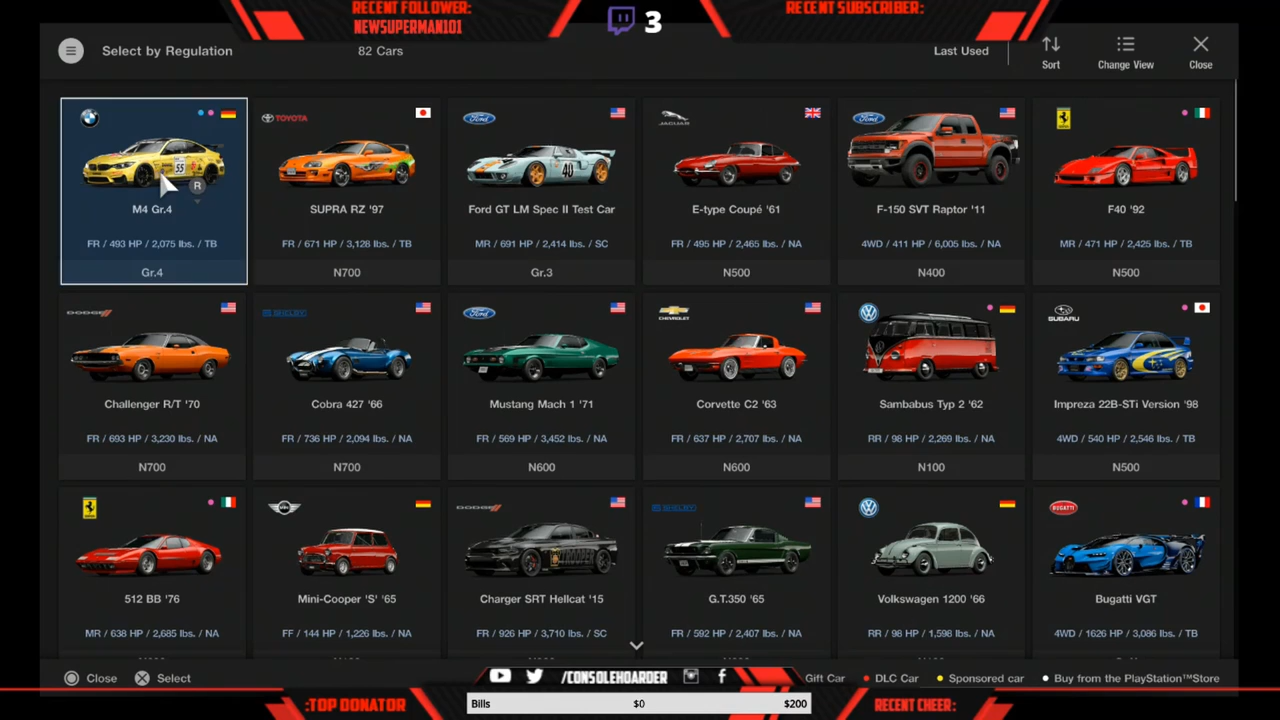 RECENT FOLLOWER:
NEWSUPERMAN101
3
RECENT SUBSCRIBER:
Select by Regulation
82 Cars
Last Used
Sort
Change View
Close
M4 Gr.4
FR / 493 HP / 2,075 lbs. / TB
Gr.4
55
R
TOYOTA
SUPRA RZ '97
FR / 671 HP / 3,128 lbs. / TB
N700
Ford
40
Ford GT LM Spec II Test Car
MR / 691 HP / 2,414 lbs. / SC
Gr.3
JAGUAR
E-type Coupé '61
FR / 495 HP / 2,465 lbs. / NA
N500
Ford
F-150 SVT Raptor '11
4WD / 411 HP / 6,005 lbs. / NA
N400
F40 '92
MR / 471 HP / 2,425 lbs. / TB
N500
DODGE
Challenger R/T '70
FR / 693 HP / 3,230 lbs. / NA
N700
SHELBY
Cobra 427 '66
FR / 736 HP / 2,094 lbs. / NA
N700
Ford
Mustang Mach 1 '71
FR / 569 HP / 3,452 lbs. / NA
N600
CHEVROLET
Corvette C2 '63
FR / 637 HP / 2,707 lbs. / NA
N600
Sambabus Typ 2 '62
RR / 98 HP / 2,269 lbs. / NA
N100
SUBARU
Impreza 22B-STi Version '98
4WD / 540 HP / 2,546 lbs. / TB
N500
512 BB '76
MR / 638 HP / 2,685 lbs. / NA
Mini-Cooper 'S' '65
FF / 144 HP / 1,226 lbs. / NA
DODGE
Charger SRT Hellcat '15
FR / 926 HP / 3,710 lbs. / SC
SHELBY
G.T.350 '65
FR / 592 HP / 2,407 lbs. / NA
Volkswagen 1200 '66
RR / 98 HP / 1,598 lbs. / NA
BUGATTI
Bugatti VGT
4WD / 1626 HP / 3,086 lbs. / TB
Close
Select
/CONSOLEHOARDER
Gift Car
DLC Car
Sponsored car
Buy from the PlayStation™Store
:TOP DONATOR
Bills
$0
$200
RECENT CHEER: